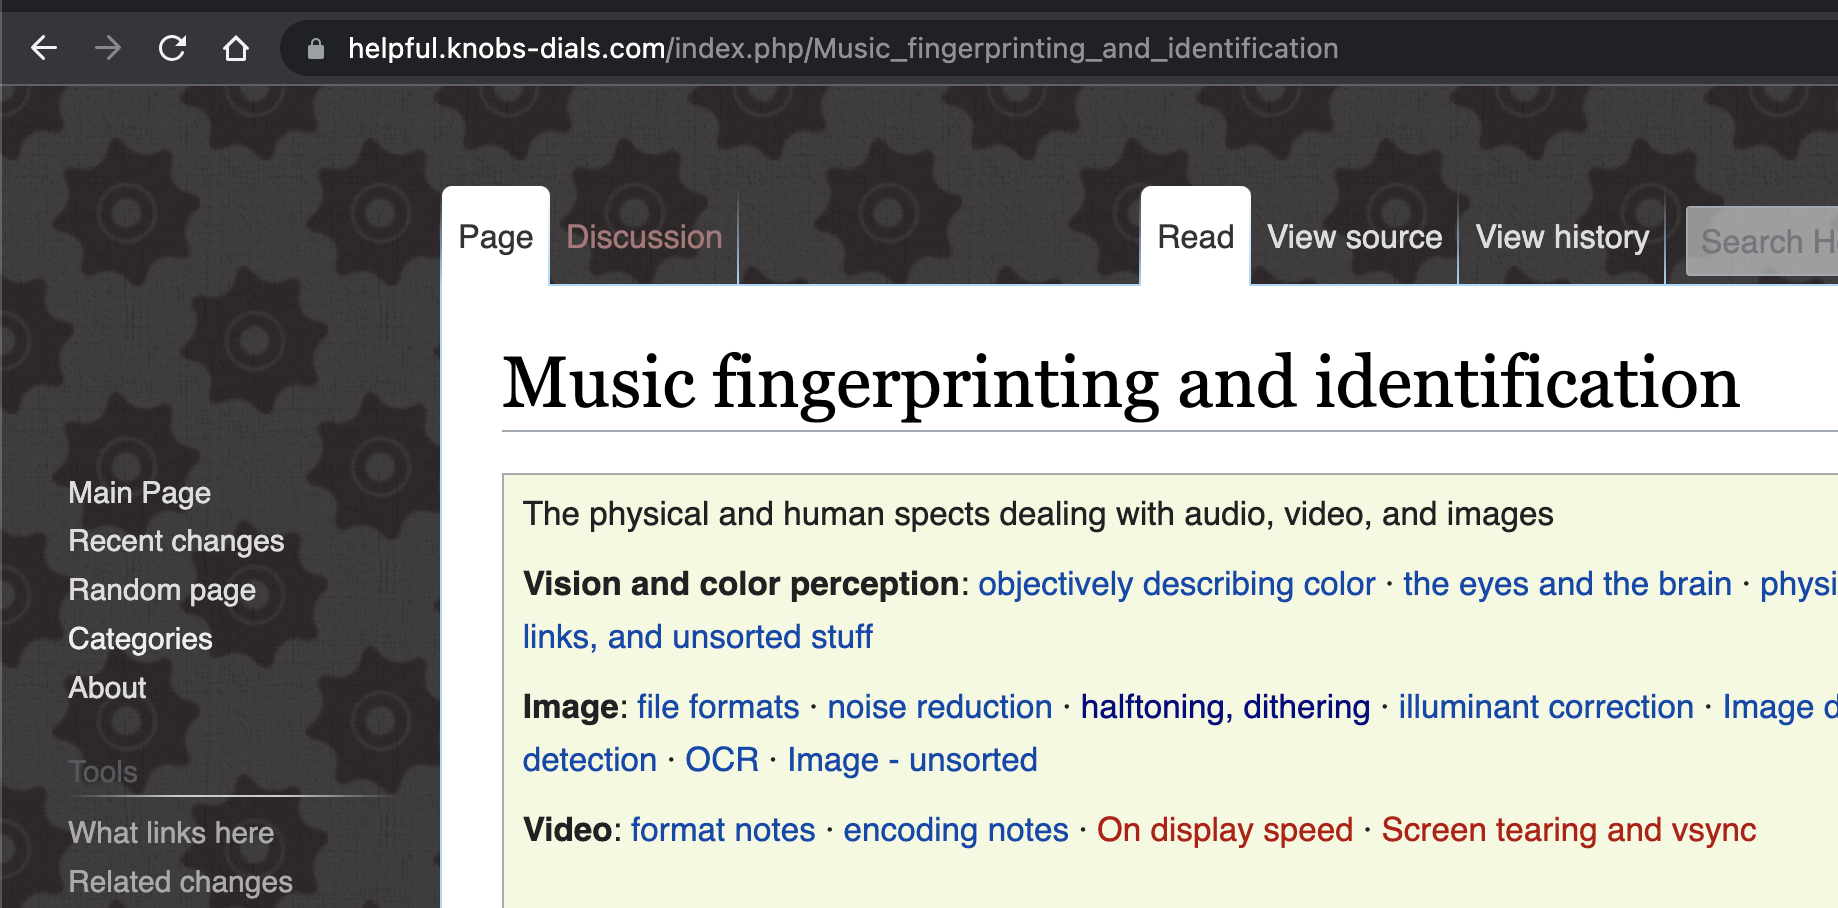 helpful.knobs-dials.com/index.php/Music_fingerprinting_and_identification
Page Discussion Read View source View history Search H
Music fingerprinting and identification
Main Page
Recent changes
Random page
Categories
About
Tools
What links here
Related changes
The physical and human spects dealing with audio, video, and images
Vision and color perception: objectively describing color · the eyes and the brain · physi
links, and unsorted stuff
Image: file formats · noise reduction · halftoning, dithering · illuminant correction · Image d
detection · OCR · Image - unsorted
Video: format notes · encoding notes · On display speed · Screen tearing and vsync